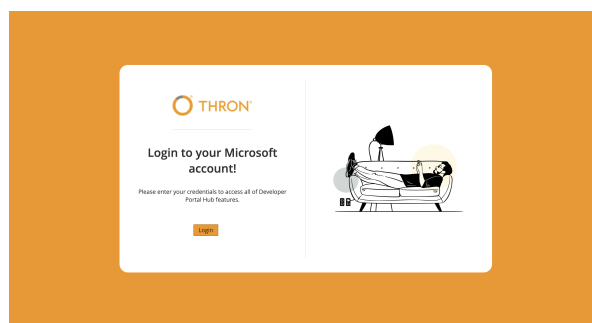 THRON
Login to your Microsoft
account!
Please enter your credentials to access all of Developer
Portal Hub features.
Login